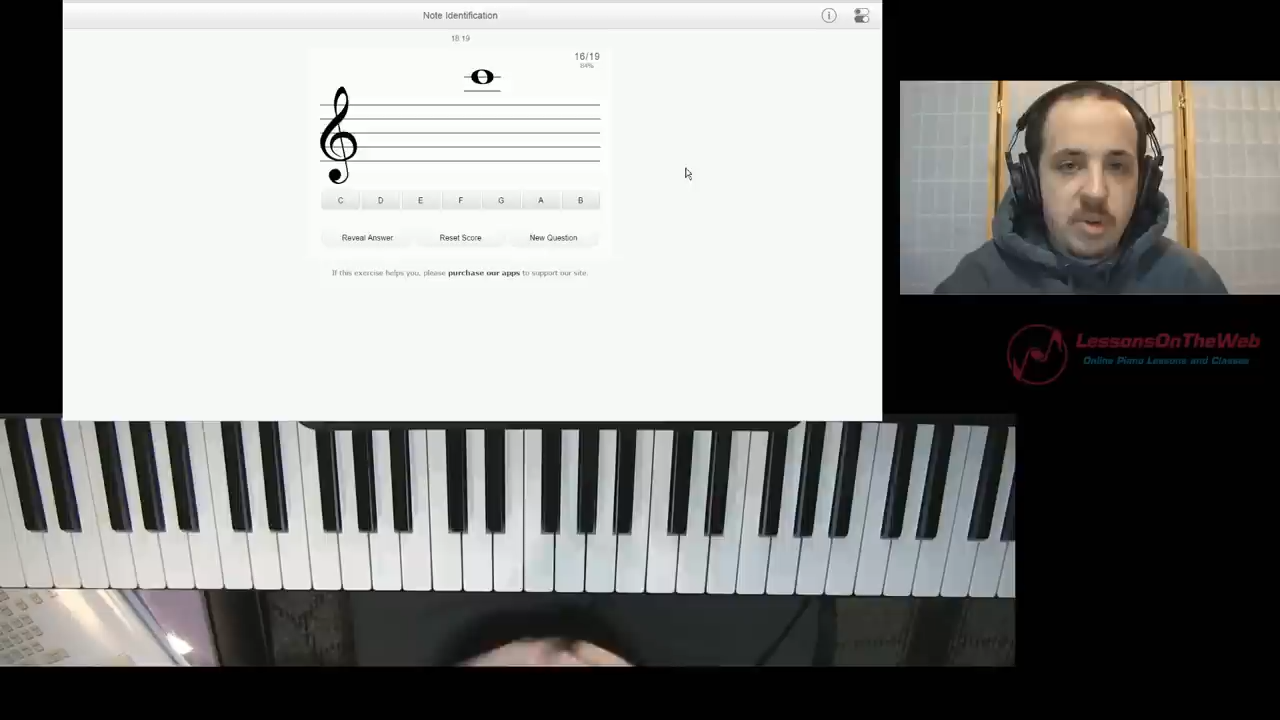 Note Identification
18:19
16/19
84%
C D E F G A B
Reveal Answer Reset Score New Question
If this exercise helps you, please purchase our apps to support our site.
LessonsOnTheWeb
Online Piano Lessons and Classes